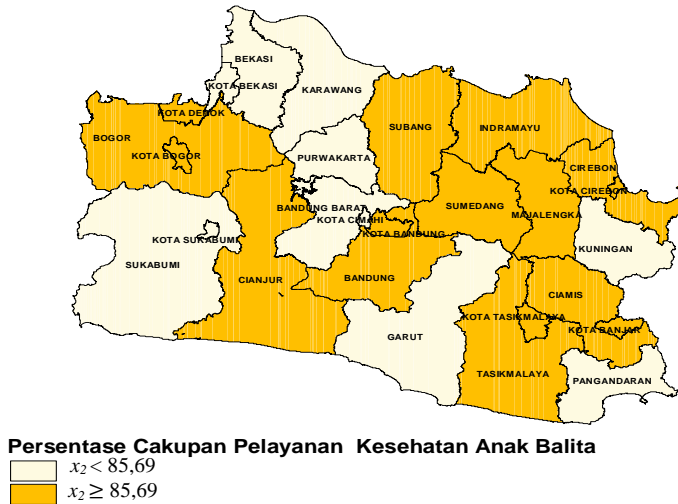 BEKASI
KOTA BEKASI
KARAWANG
KOTA DEPOK
SUBANG
INDRAMAYU
BOGOR
KOTA BOGOR
PURWAKARTA
CIREBON
KOTA CIREBON
BANDUNG BARAT
SUMEDANG
MAJALENGKA
KOTA CIMAHI
KOTA BANDUNG
KOTA SUKABUMI
KUNINGAN
SUKABUMI
CIANJUR
BANDUNG
CIAMIS
KOTA TASIKMALAYA
KOTA BANJAR
GARUT
TASIKMALAYA
PANGANDARAN
Persentase Cakupan Pelayanan Kesehatan Anak Balita
x₂ < 85,69
x₂ ≥ 85,69